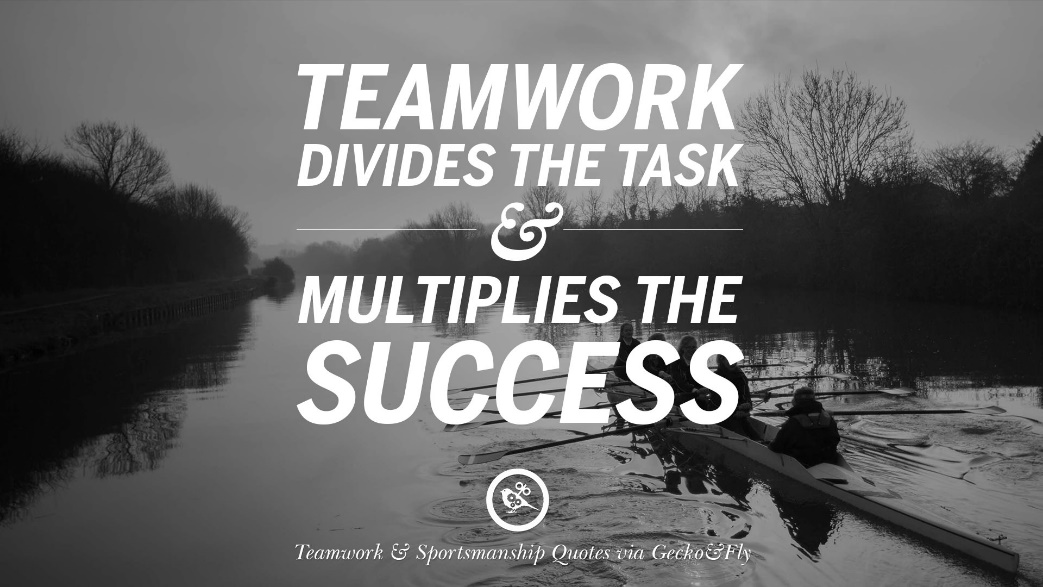 TEAMWORK
DIVIDES THE TASK
&
MULTIPLIES THE
SUCCESS
Teamwork & Sportsmanship Quotes via Gecko&Fly